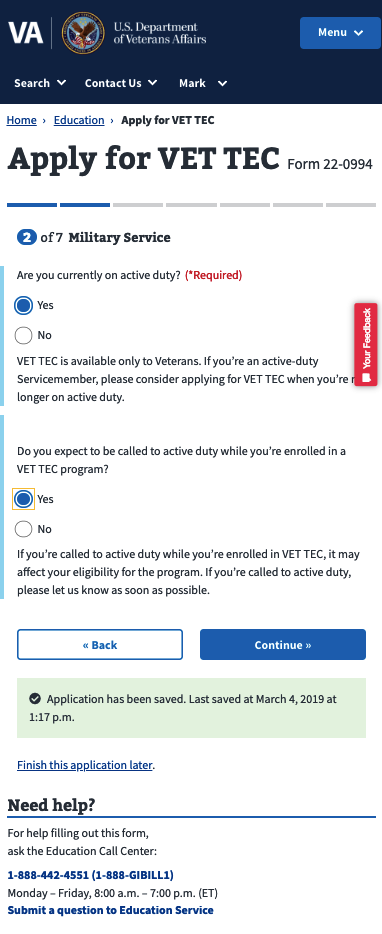 VA
U.S. Department
of Veterans Affairs
Menu
Search
Contact Us
Mark
Home › Education › Apply for VET TEC
Apply for VET TEC Form 22-0994
2 of 7 Military Service
Are you currently on active duty? (*Required)
Yes
No
VET TEC is available only to Veterans. If you’re an active-duty
Servicemember, please consider applying for VET TEC when you’re
longer on active duty.
Your Feedback
Do you expect to be called to active duty while you’re enrolled in a
VET TEC program?
Yes
No
If you’re called to active duty while you’re enrolled in VET TEC, it may
affect your eligibility for the program. If you’re called to active duty,
please let us know as soon as possible.
« Back
Continue »
Application has been saved. Last saved at March 4, 2019 at
1:17 p.m.
Finish this application later.
Need help?
For help filling out this form,
ask the Education Call Center:
1-888-442-4551 (1-888-GIBILL1)
Monday – Friday, 8:00 a.m. – 7:00 p.m. (ET)
Submit a question to Education Service